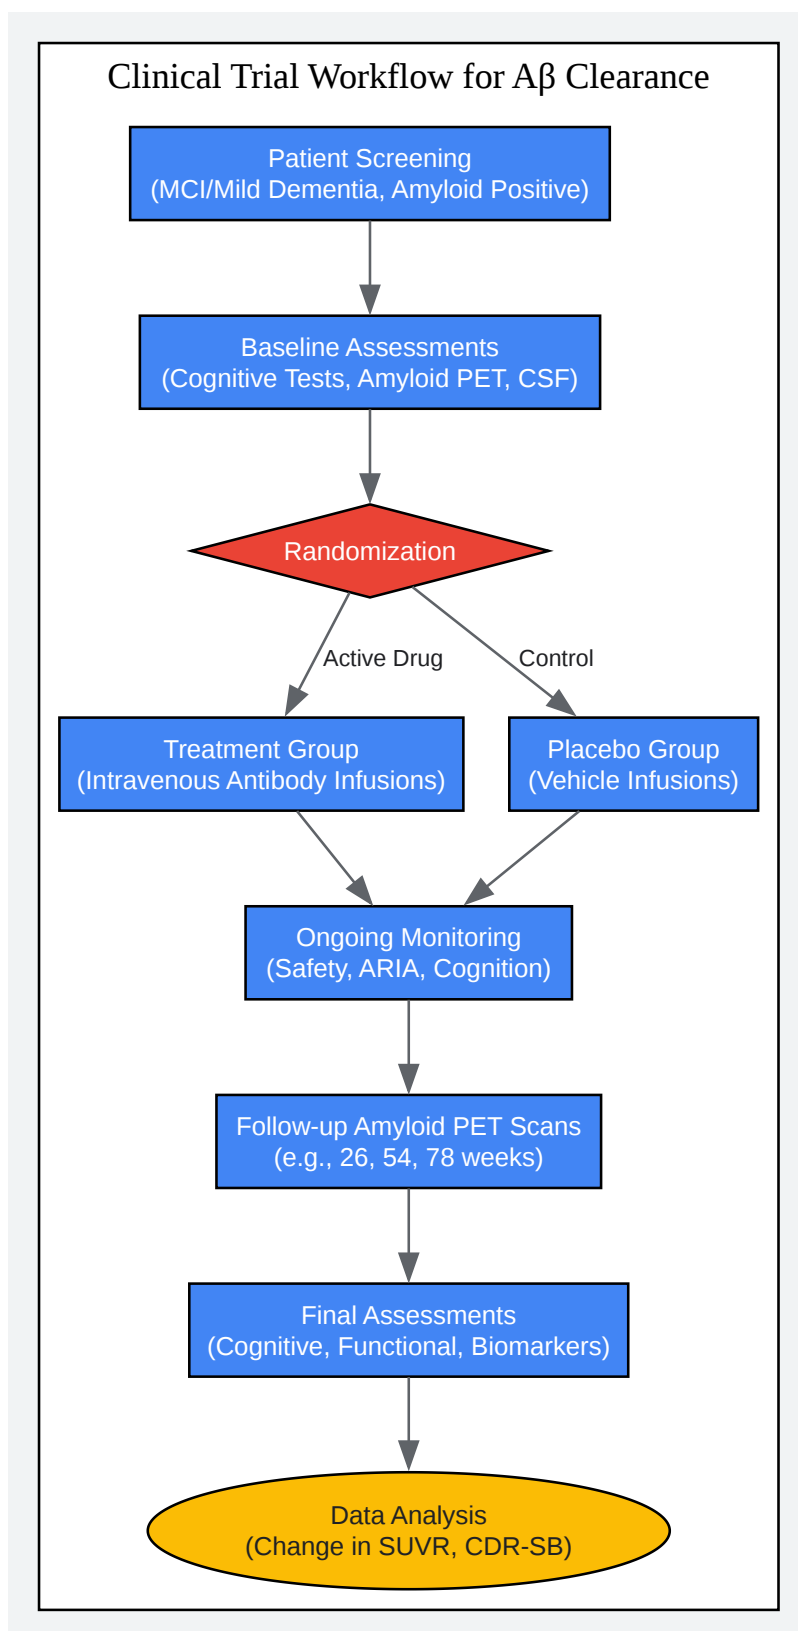 Clinical Trial Workflow for Aβ Clearance
Patient Screening
(MCI/Mild Dementia, Amyloid Positive)
Baseline Assessments
(Cognitive Tests, Amyloid PET, CSF)
Randomization
Active Drug
Control
Treatment Group
(Intravenous Antibody Infusions)
Placebo Group
(Vehicle Infusions)
Ongoing Monitoring
(Safety, ARIA, Cognition)
Follow-up Amyloid PET Scans
(e.g., 26, 54, 78 weeks)
Final Assessments
(Cognitive, Functional, Biomarkers)
Data Analysis
(Change in SUVR, CDR-SB)